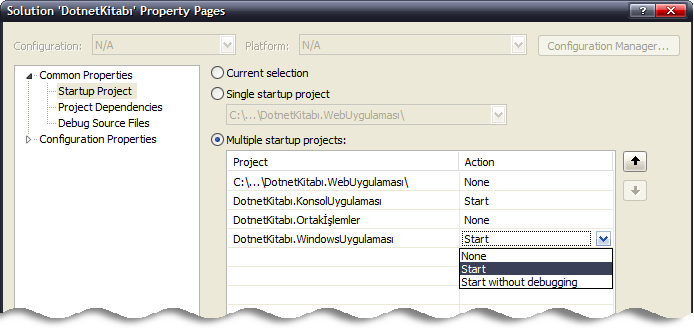 Solution 'DotnetKitabı' Property Pages
Configuration: N/A Platform: N/A Configuration Manager...
Common Properties
Startup Project
Project Dependencies
Debug Source Files
Configuration Properties
Current selection
Single startup project
C:\...\DotnetKitabı.WebUygulaması\
Multiple startup projects:
Project Action
C:\...\DotnetKitabı.WebUygulaması\ None
DotnetKitabı.KonsolUygulaması Start
DotnetKitabı.Ortakİşlemler None
DotnetKitabı.WindowsUygulaması Start
None
Start
Start without debugging